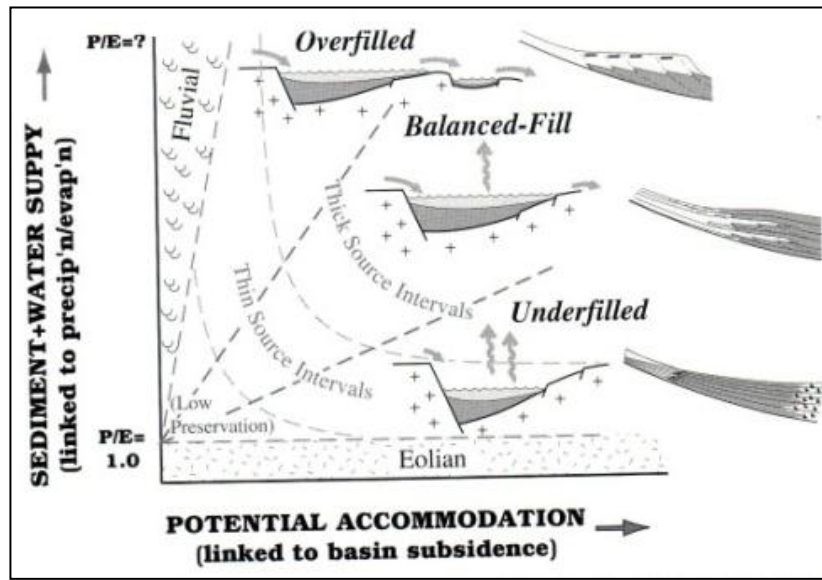 P/E=?
Overfilled
Fluvial
Balanced-Fill
Thick Source Intervals
Thin Source Intervals
Underfilled
(Low
Preservation)
P/E=
1.0
Eolian
SEDIMENT+WATER SUPPY
(linked to precip'n/evap'n)
POTENTIAL ACCOMMODATION
(linked to basin subsidence)